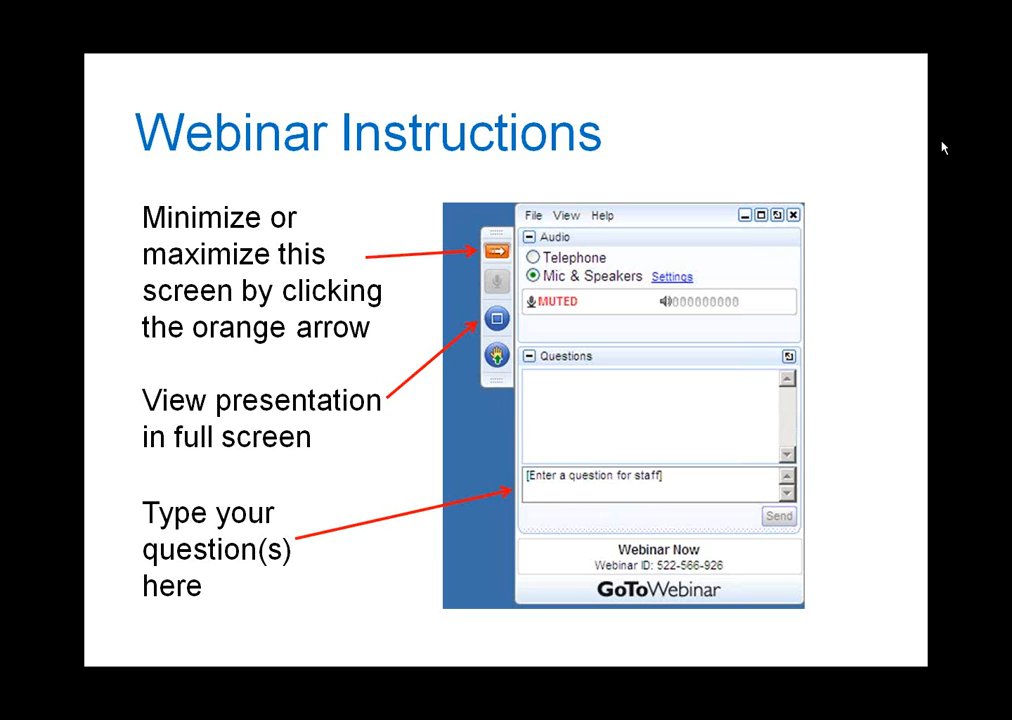 Webinar Instructions
Minimize or
maximize this
screen by clicking
the orange arrow
View presentation
in full screen
Type your
question(s)
here
File View Help
Audio
Telephone
Mic & Speakers Settings
MUTED 000000000
Questions
[Enter a question for staff]
Send
Webinar Now
Webinar ID: 522-566-926
GoToWebinar